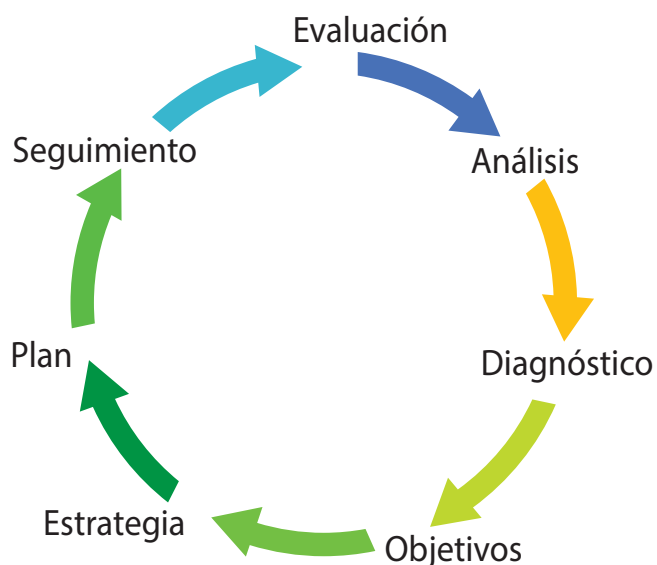 Evaluación
Análisis
Diagnóstico
Objetivos
Estrategia
Plan
Seguimiento